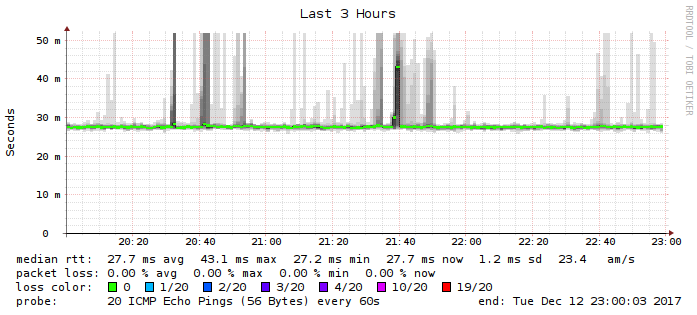 Last 3 Hours
RRDTOOL / TOBI OETIKER
Seconds
50 m
40 m
30 m
20 m
10 m
0
20:20 20:40 21:00 21:20 21:40 22:00 22:20 22:40 23:00
median rtt: 27.7 ms avg 43.1 ms max 27.2 ms min 27.7 ms now 1.2 ms sd 23.4 am/s
packet loss: 0.00 % avg 0.00 % max 0.00 % min 0.00 % now
loss color: 0 1/20 2/20 3/20 4/20 10/20 19/20
probe: 20 ICMP Echo Pings (56 Bytes) every 60s end: Tue Dec 12 23:00:03 2017